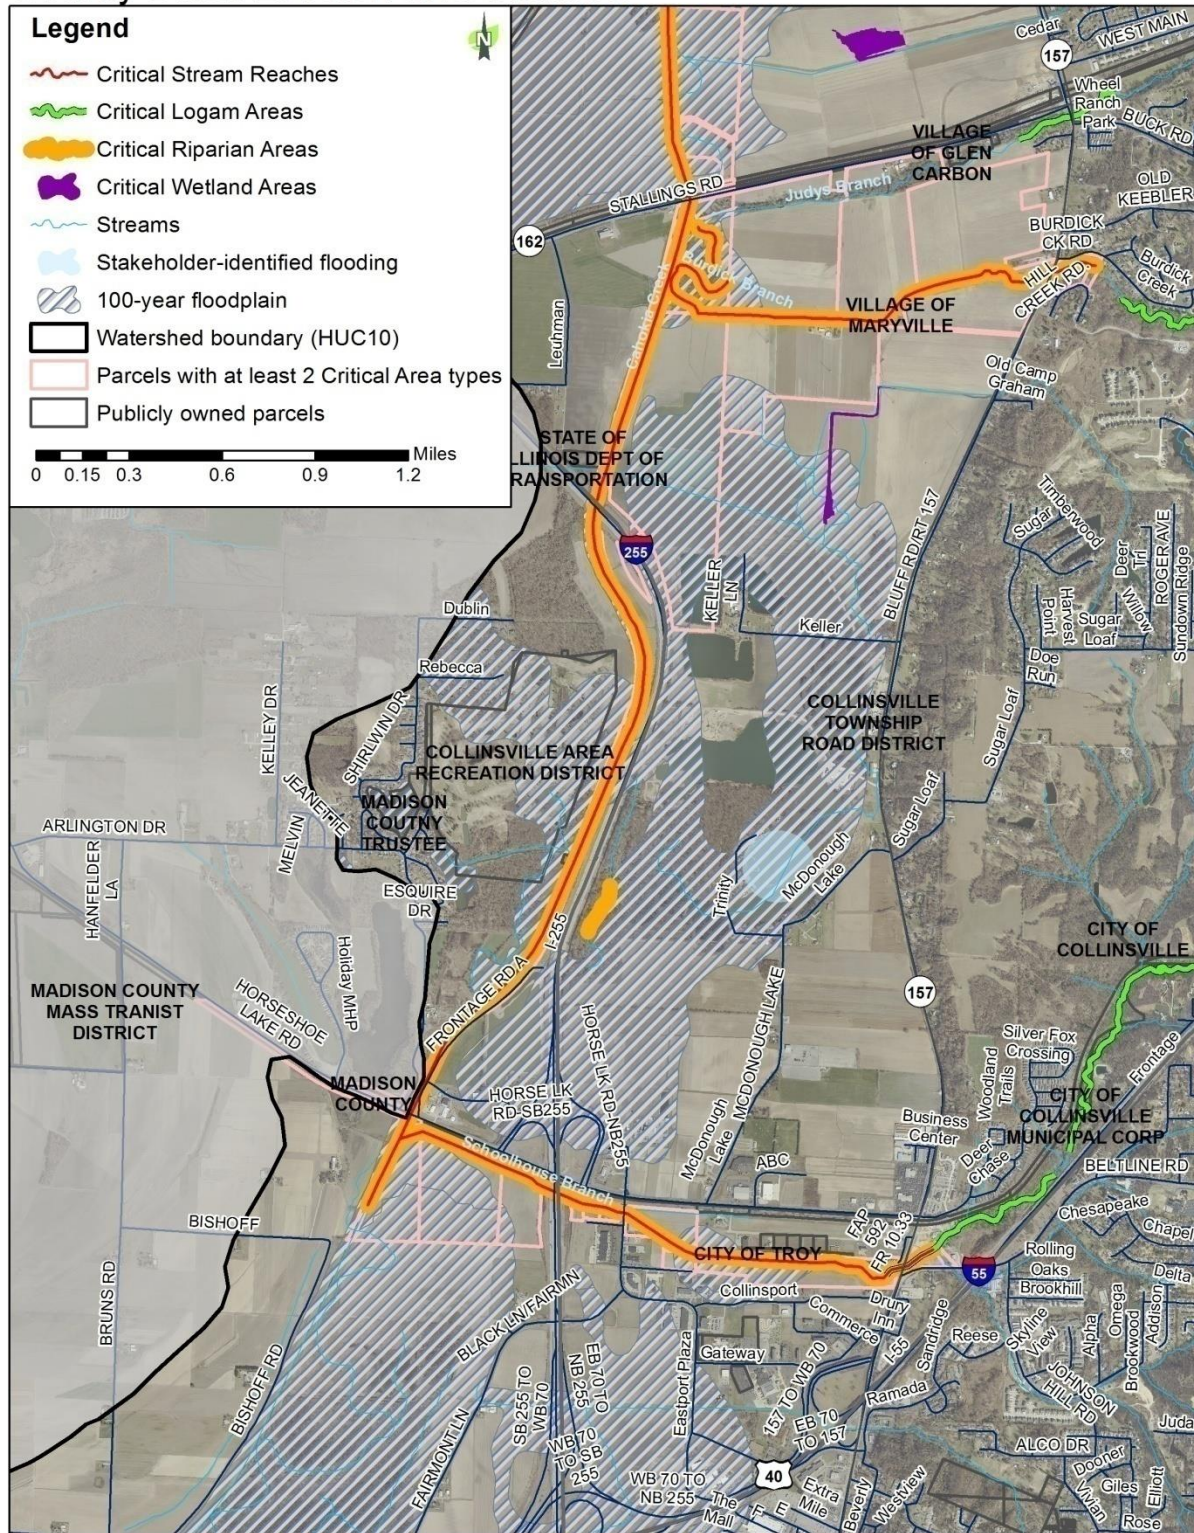 Legend
N
Critical Stream Reaches
Critical Logam Areas
Critical Riparian Areas
Critical Wetland Areas
Streams
Stakeholder-identified flooding
100-year floodplain
Watershed boundary (HUC10)
Parcels with at least 2 Critical Area types
Publicly owned parcels
Miles
0 0.15 0.3 0.6 0.9 1.2
Cedar
WEST MAIN
157
Wheel
Ranch
Park
BUCK RD
VILLAGE
OF GLEN
CARBON
STALLINGS RD
Judys Branch
OLD
KEEBLER
162
BURDICK
CK RD
Burdick Branch
HILL
CREEK RD
Burdick
Creek
Cahokia Creek
VILLAGE OF
MARYVILLE
Leuhman
Old Camp
Graham
STATE OF
ILLINOIS DEPT OF
TRANSPORTATION
255
BLUFF RD/RT 157
Timberwood
Sugar
Deer
Trl
ROGER AVE
Willow
Sundown Ridge
Harvest
Point
Sugar
Loaf
KELLER
LN
Keller
Dublin
Rebecca
Doe
Run
Sugar Loaf
KELLEY DR
SHIRLWIN DR
COLLINSVILLE
TOWNSHIP
ROAD DISTRICT
COLLINSVILLE AREA
RECREATION DISTRICT
JEANETTE
MADISON
COUTNY
TRUSTEE
ARLINGTON DR
MELVIN
Sugar Loaf
HANFELDER
LA
ESQUIRE
DR
Trinity
McDonough
Lake
I-255
CITY OF
COLLINSVILLE
Holiday MHP
FRONTAGE RD A
157
MADISON COUNTY
MASS TRANIST
DISTRICT
HORSESHOE
LAKE RD
MCDONOUGH LAKE
Silver Fox
Crossing
Frontage
Woodland
Trails
MADISON
COUNTY
HORSE LK
RD-SB255
HORSE LK RD-NB255
Business
Center
CITY OF
COLLINSVILLE
MUNICIPAL CORP
McDonough
Lake
Deer
Chase
Schoolhouse Branch
ABC
BELTLINE RD
BISHOFF
FAP
592
FR 10:33
Chesapeake
Chapel
CITY OF TROY
55
Rolling
Oaks
Brookhill
Delta
BRUNS RD
Collinsport
Commerce
Drury
Inn
BLACK LN/FAIRMN
I-55
Sandridge
Reese
Skyline
View
Alpha
Omega
Brookwood
Addison
Gateway
Eastport Plaza
SB 255 TO
WB 70
EB 70 TO
NB 255
157 TO WB 70
Ramada
JOHNSON
HILL RD
BISHOFF RD
FAIRMONT LN
WB 70
TO SB
255
EB 70
TO 157
Juda
ALCO DR
WB 70 TO
NB 255
40
Dooner
The
Mall
F
E
Extra
Mile
Beverly
Westview
Vivian
Giles
Elliott
Rose